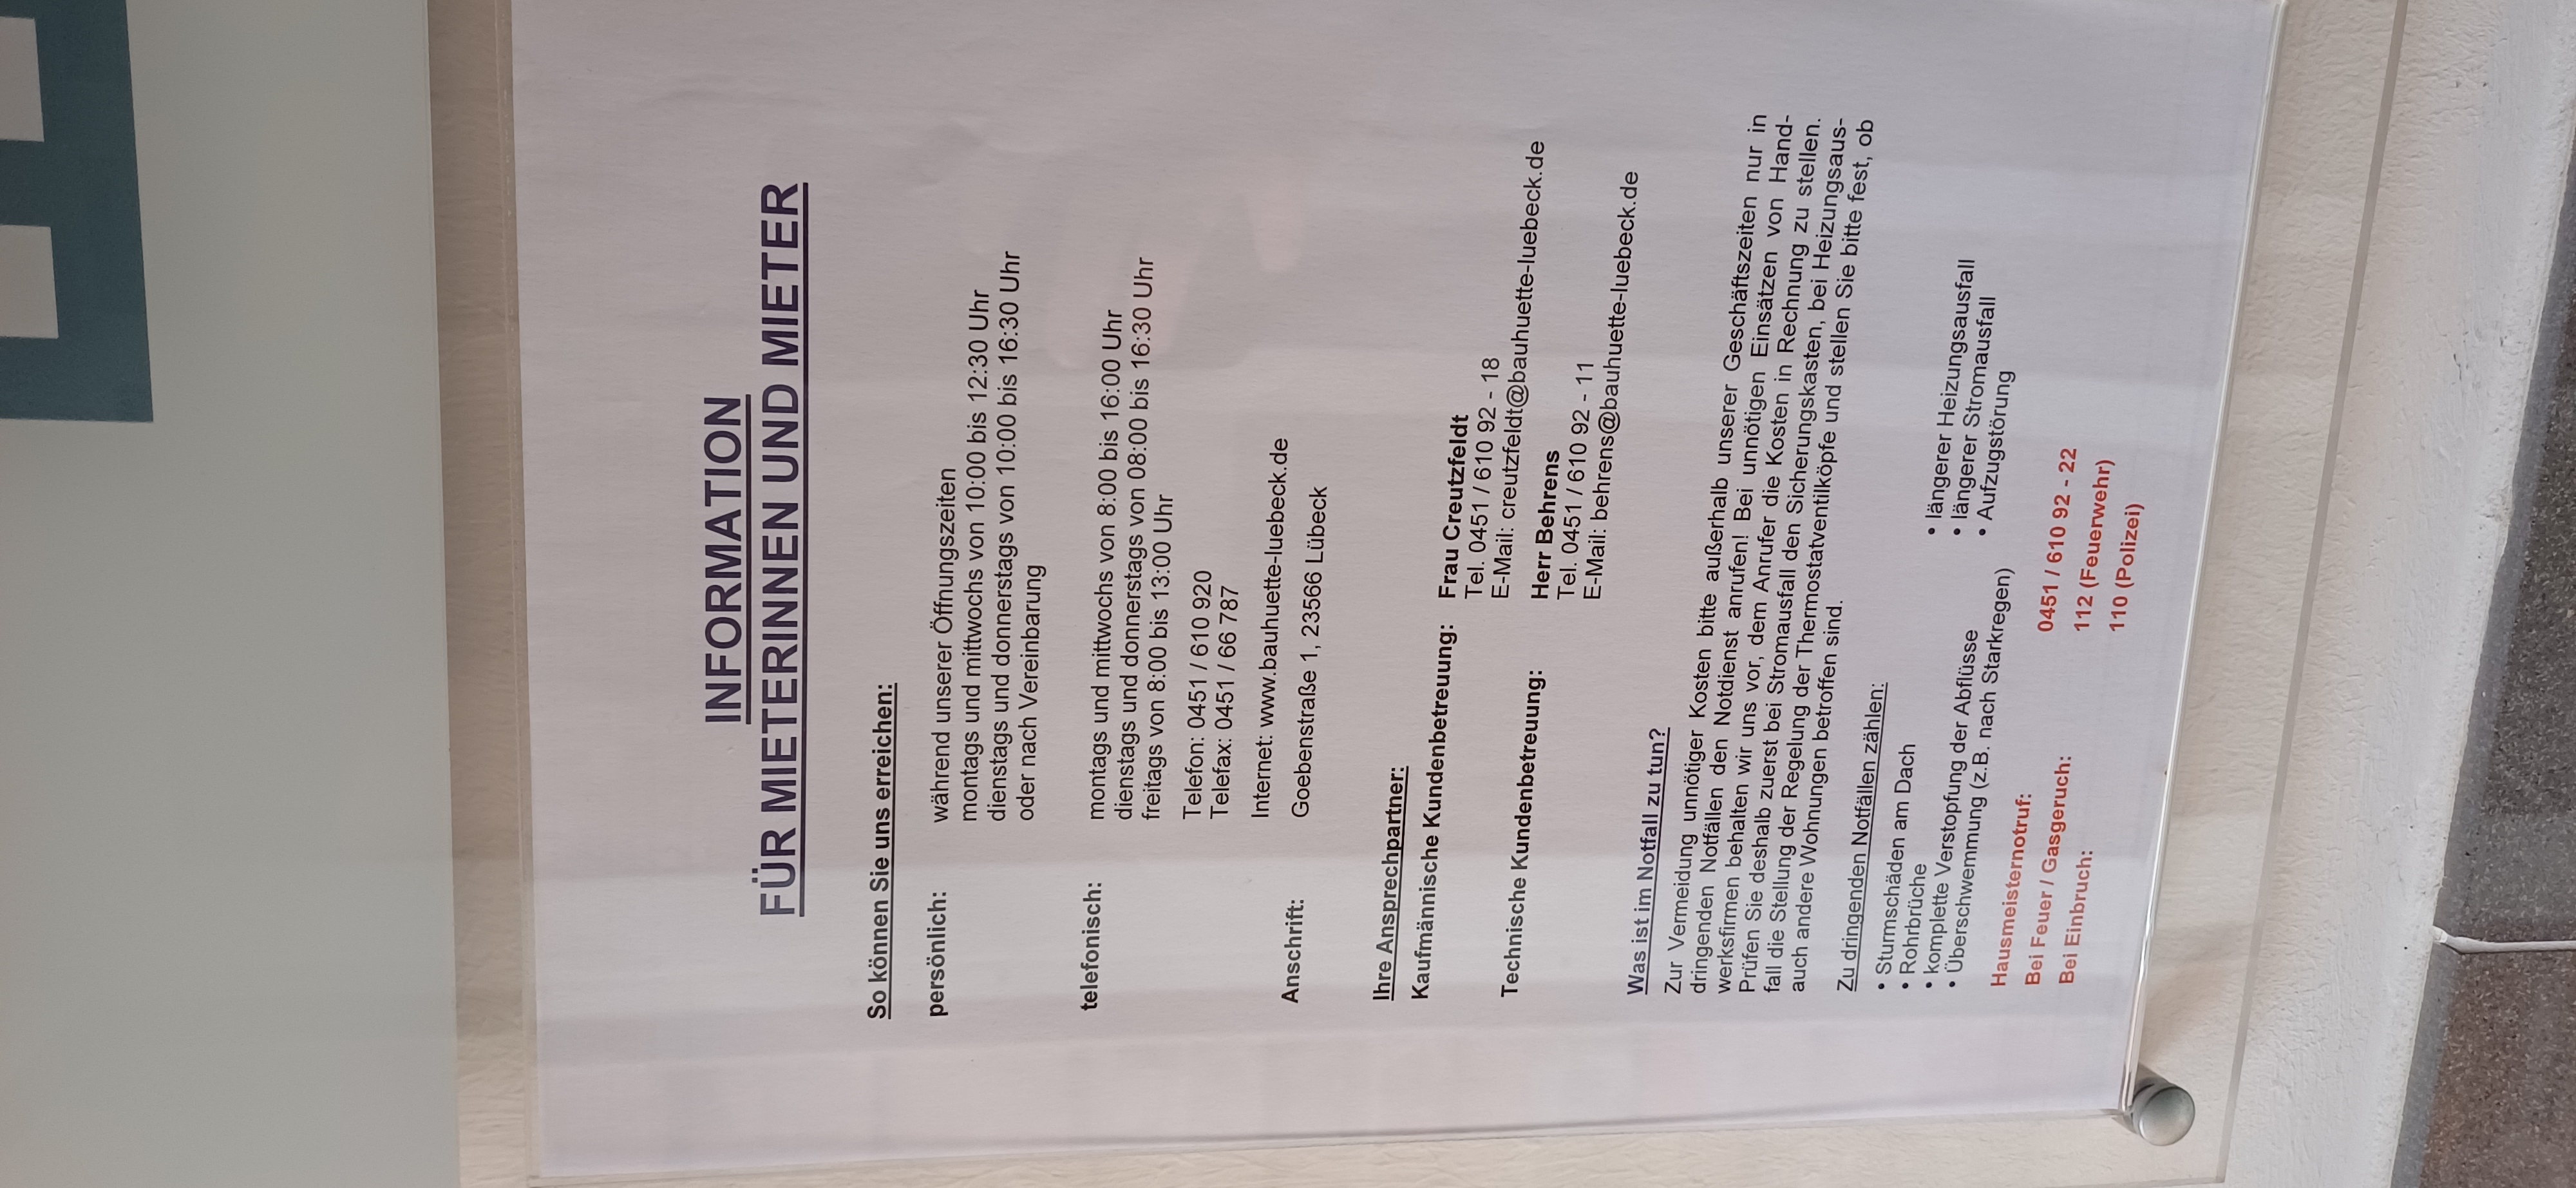 INFORMATION
FÜR MIETERINNEN UND MIETER
So können Sie uns erreichen:
persönlich: während unserer Öffnungszeiten
montags und mittwochs von 10:00 bis 12:30 Uhr
dienstags und donnerstags von 10:00 bis 16:30 Uhr
oder nach Vereinbarung
telefonisch: montags und mittwochs von 8:00 bis 16:00 Uhr
dienstags und donnerstags von 08:00 bis 16:30 Uhr
freitags von 8:00 bis 13:00 Uhr
Telefon: 0451 / 610 920
Telefax: 0451 / 66 787
Internet: www.bauhuette-luebeck.de
Anschrift: Goebenstraße 1, 23566 Lübeck
Ihre Ansprechpartner:
Kaufmännische Kundenbetreuung: Frau Creutzfeldt
Tel. 0451 / 610 92 - 18
E-Mail: creutzfeldt@bauhuette-luebeck.de
Technische Kundenbetreuung: Herr Behrens
Tel. 0451 / 610 92 - 11
E-Mail: behrens@bauhuette-luebeck.de
Was ist im Notfall zu tun?
Zur Vermeidung unnötiger Kosten bitte außerhalb unserer Geschäftszeiten nur in
dringenden Notfällen den Notdienst anrufen! Bei unnötigen Einsätzen von Hand-
werksfirmen behalten wir uns vor, dem Anrufer die Kosten in Rechnung zu stellen.
Prüfen Sie deshalb zuerst bei Stromausfall den Sicherungskasten, bei Heizungsaus-
fall die Stellung der Regelung der Thermostatventilköpfe und stellen Sie bitte fest, ob
auch andere Wohnungen betroffen sind.
Zu dringenden Notfällen zählen:
• Sturmschäden am Dach
• Rohrbrüche
• komplette Verstopfung der Abflüsse
• Überschwemmung (z.B. nach Starkregen)
• längerer Heizungsausfall
• längerer Stromausfall
• Aufzugstörung
Hausmeisternotruf: 0451 / 610 92 - 22
Bei Feuer / Gasgeruch: 112 (Feuerwehr)
Bei Einbruch: 110 (Polizei)